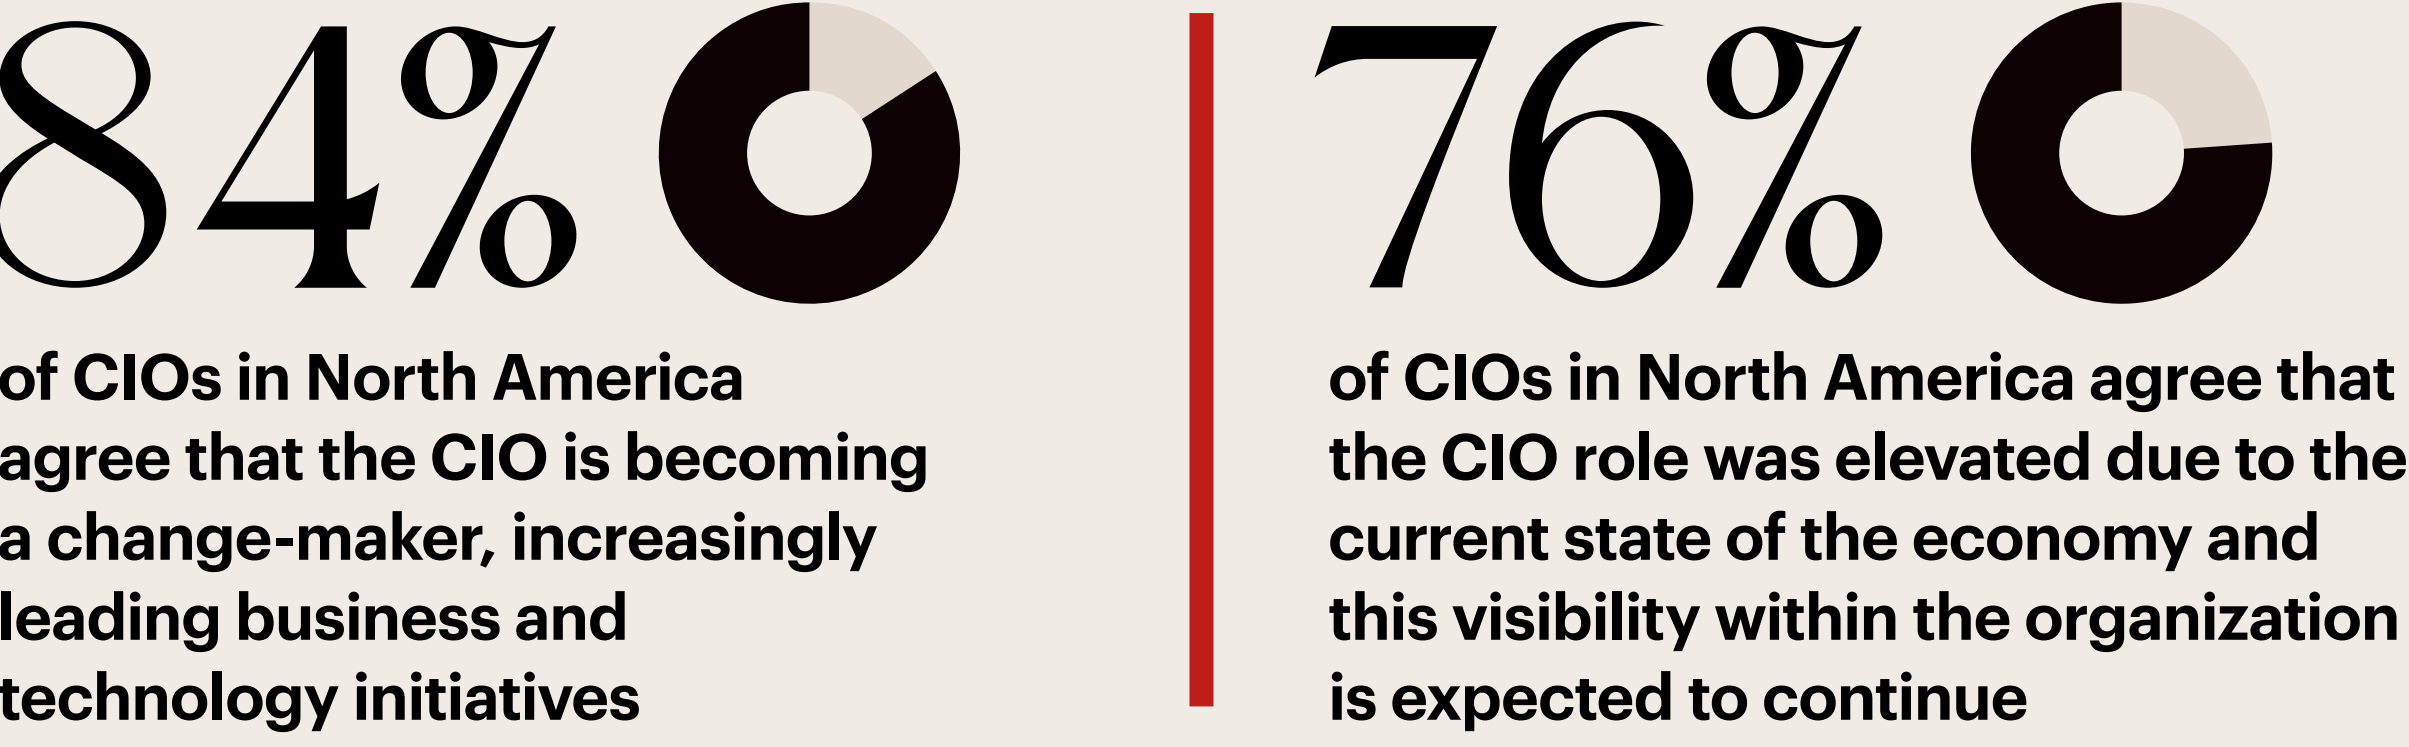 84%
of CIOs in North America
agree that the CIO is becoming
a change-maker, increasingly
leading business and
technology initiatives
76%
of CIOs in North America agree that
the CIO role was elevated due to the
current state of the economy and
this visibility within the organization
is expected to continue